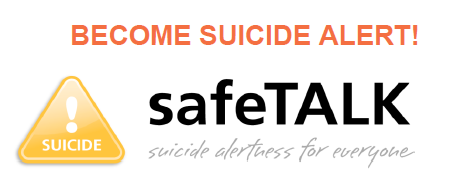 BECOME SUICIDE ALERT!
safeTALK
!
SUICIDE
suicide alertness for everyone